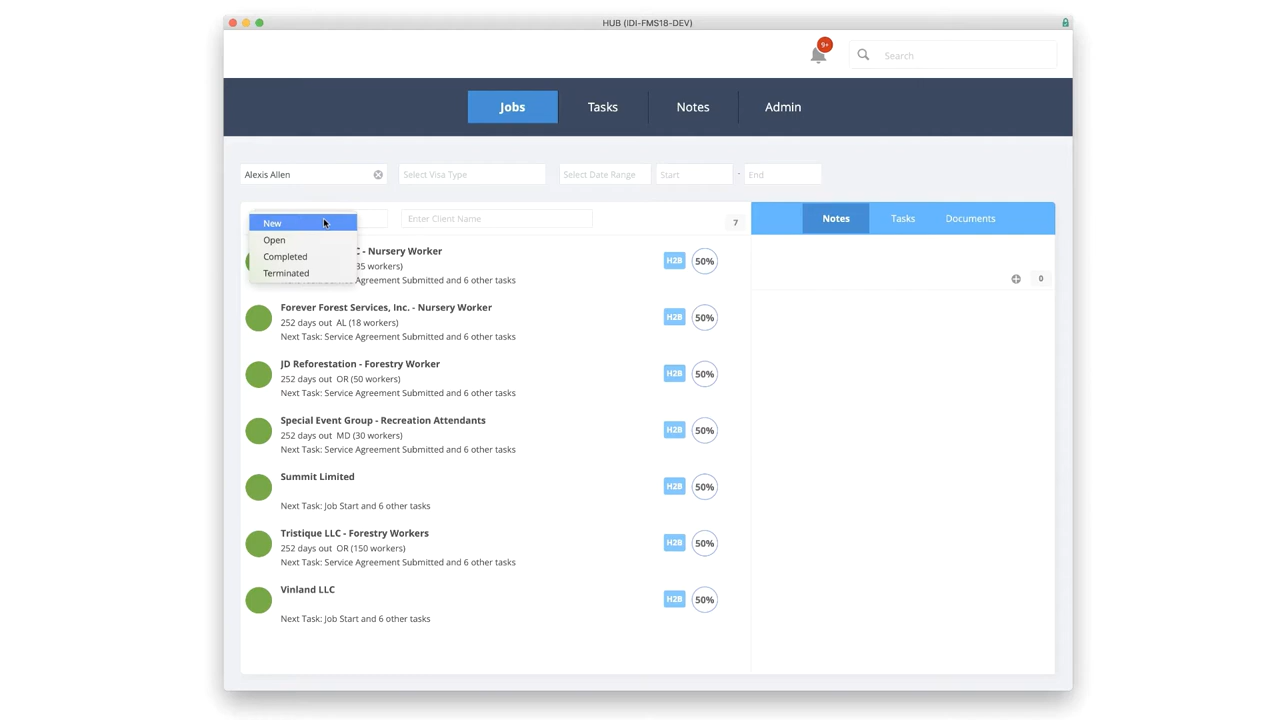 HUB (IDI-FMS18-DEV)
9+
Search
Jobs Tasks Notes Admin
Alexis Allen Select Visa Type Select Date Range Start - End
New
Open
Completed
Terminated
Enter Client Name 7
Notes Tasks Documents
0
- Nursery Worker H2B 50%
35 workers)
Agreement Submitted and 6 other tasks
Forever Forest Services, Inc. - Nursery Worker H2B 50%
252 days out AL (18 workers)
Next Task: Service Agreement Submitted and 6 other tasks
JD Reforestation - Forestry Worker H2B 50%
252 days out OR (50 workers)
Next Task: Service Agreement Submitted and 6 other tasks
Special Event Group - Recreation Attendants H2B 50%
252 days out MD (30 workers)
Next Task: Service Agreement Submitted and 6 other tasks
Summit Limited H2B 50%
Next Task: Job Start and 6 other tasks
Tristique LLC - Forestry Workers H2B 50%
252 days out OR (150 workers)
Next Task: Service Agreement Submitted and 6 other tasks
Vinland LLC H2B 50%
Next Task: Job Start and 6 other tasks